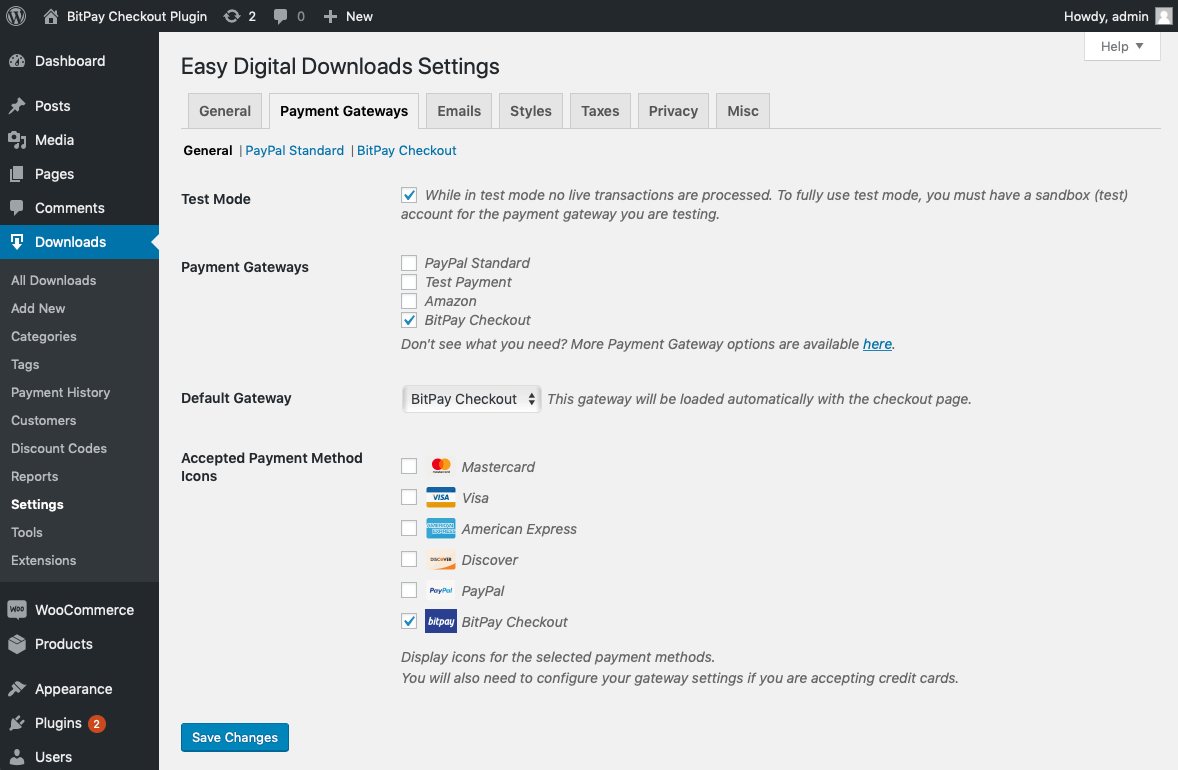 BitPay Checkout Plugin 2 0 New Howdy, admin
Help
Dashboard
Posts
Media
Pages
Comments
Downloads
All Downloads
Add New
Categories
Tags
Payment History
Customers
Discount Codes
Reports
Settings
Tools
Extensions
WooCommerce
Products
Appearance
Plugins 2
Users
Easy Digital Downloads Settings
General Payment Gateways Emails Styles Taxes Privacy Misc
General | PayPal Standard | BitPay Checkout
Test Mode
While in test mode no live transactions are processed. To fully use test mode, you must have a sandbox (test)
account for the payment gateway you are testing.
Payment Gateways
PayPal Standard
Test Payment
Amazon
BitPay Checkout
Don't see what you need? More Payment Gateway options are available here.
Default Gateway
BitPay Checkout This gateway will be loaded automatically with the checkout page.
Accepted Payment Method
Icons
Mastercard
VISA Visa
AMERICAN EXPRESS American Express
DISCOVER Discover
PayPal PayPal
bitpay BitPay Checkout
Display icons for the selected payment methods.
You will also need to configure your gateway settings if you are accepting credit cards.
Save Changes